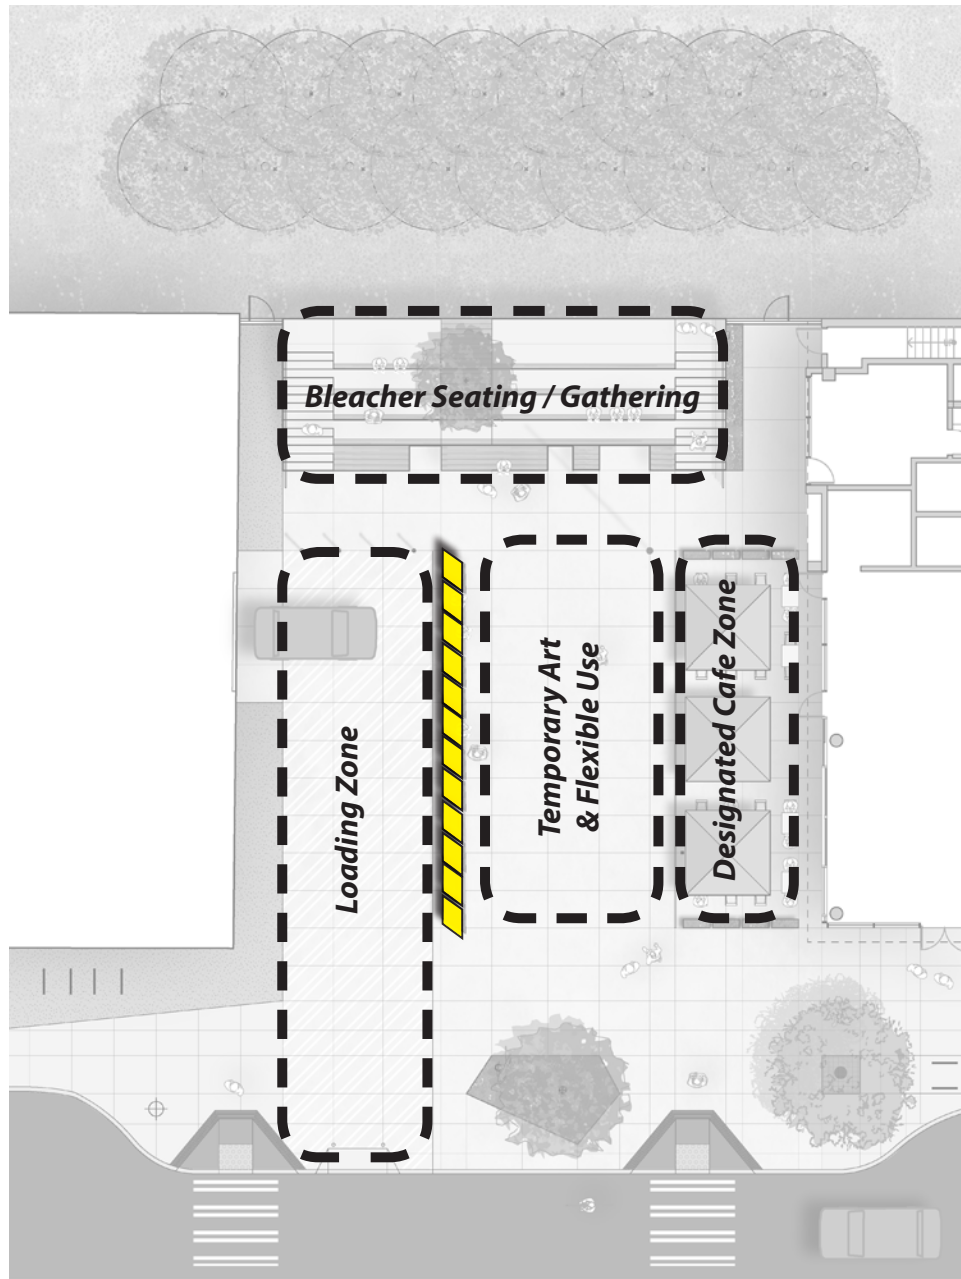 Bleacher Seating / Gathering
Loading Zone
Temporary Art
& Flexible Use
Designated Cafe Zone